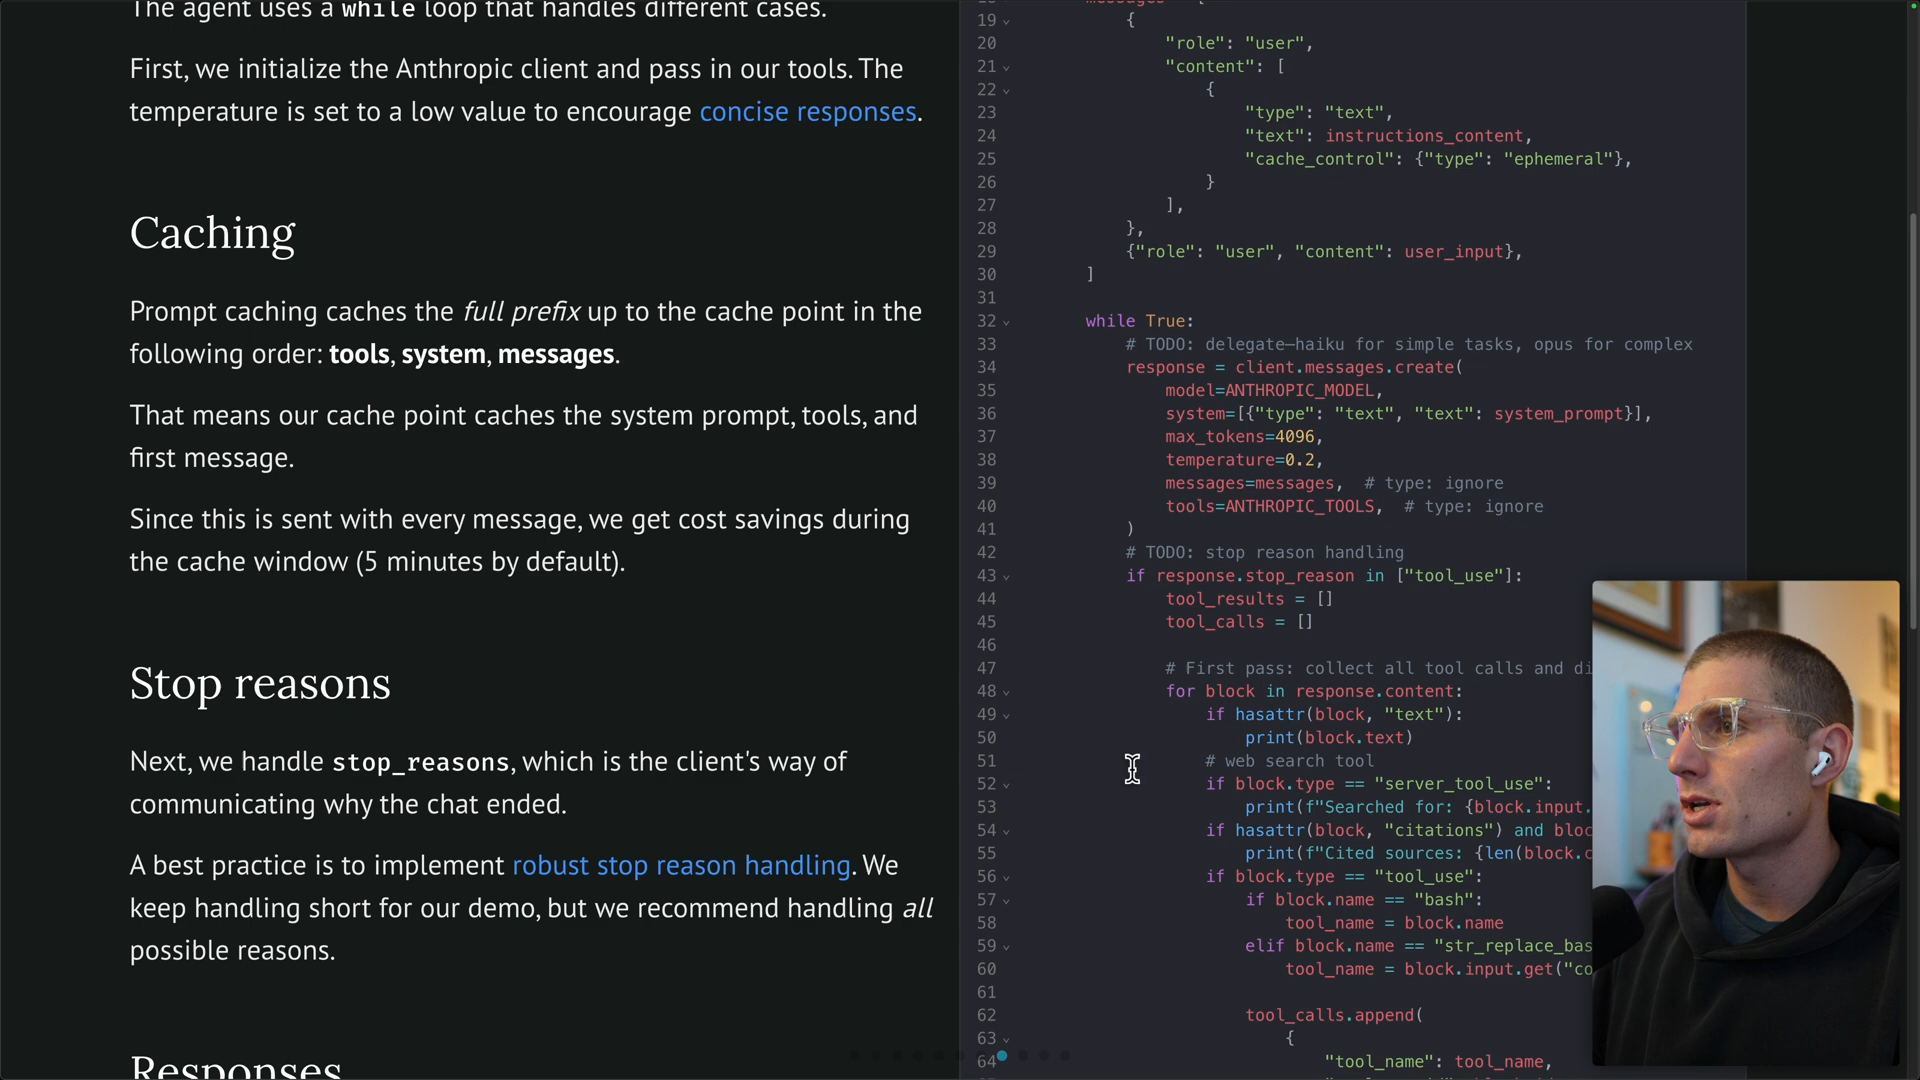 The agent uses a while loop that handles different cases.
First, we initialize the Anthropic client and pass in our tools. The
temperature is set to a low value to encourage concise responses.
Caching
Prompt caching caches the full prefix up to the cache point in the
following order: tools, system, messages.
That means our cache point caches the system prompt, tools, and
first message.
Since this is sent with every message, we get cost savings during
the cache window (5 minutes by default).
Stop reasons
Next, we handle stop_reasons, which is the client's way of
communicating why the chat ended.
A best practice is to implement robust stop reason handling. We
keep handling short for our demo, but we recommend handling all
possible reasons.
Responses
19 {
20 "role": "user",
21 "content": [
22 {
23 "type": "text",
24 "text": instructions_content,
25 "cache_control": {"type": "ephemeral"},
26 }
27 ],
28 },
29 {"role": "user", "content": user_input},
30 ]
31
32 while True:
33 # TODO: delegate—haiku for simple tasks, opus for complex
34 response = client.messages.create(
35 model=ANTHROPIC_MODEL,
36 system=[{"type": "text", "text": system_prompt}],
37 max_tokens=4096,
38 temperature=0.2,
39 messages=messages, # type: ignore
40 tools=ANTHROPIC_TOOLS, # type: ignore
41 )
42 # TODO: stop reason handling
43 if response.stop_reason in ["tool_use"]:
44 tool_results = []
45 tool_calls = []
46
47 # First pass: collect all tool calls and di
48 for block in response.content:
49 if hasattr(block, "text"):
50 print(block.text)
51 # web search tool
52 if block.type == "server_tool_use":
53 print(f"Searched for: {block.input.
54 if hasattr(block, "citations") and bloc
55 print(f"Cited sources: {len(block.c
56 if block.type == "tool_use":
57 if block.name == "bash":
58 tool_name = block.name
59 elif block.name == "str_replace_bas
60 tool_name = block.input.get("co
61
62 tool_calls.append(
63 {
64 "tool_name": tool_name,